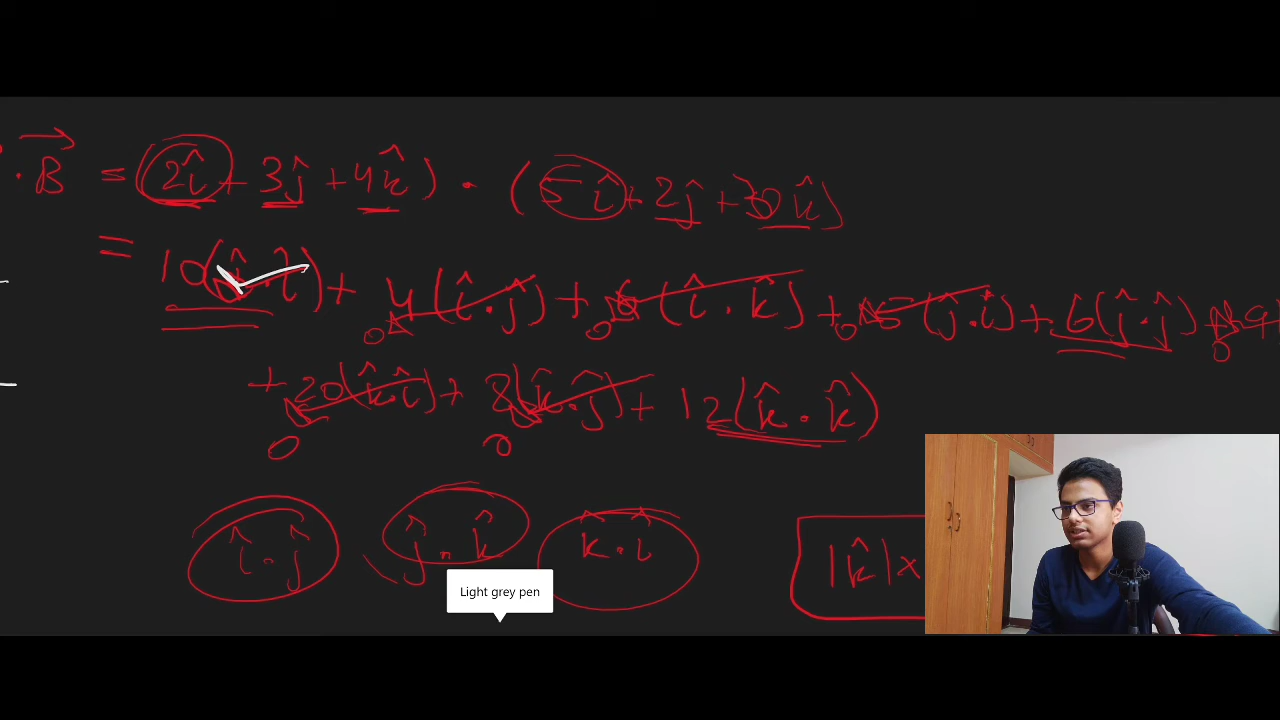 · B⃗ = (2î + 3ĵ + 4k̂) · (5î + 2ĵ + 3k̂)
= 10(î·î) + 4(î·ĵ) + 6(î·k̂) + 15(ĵ·î) + 6(ĵ·ĵ) + 9
0 0 0 0
+ 20(k̂·î) + 8(k̂·ĵ) + 12(k̂·k̂)
0 0
î·ĵ ĵ·k̂ k̂·î |k̂|×
Light grey pen